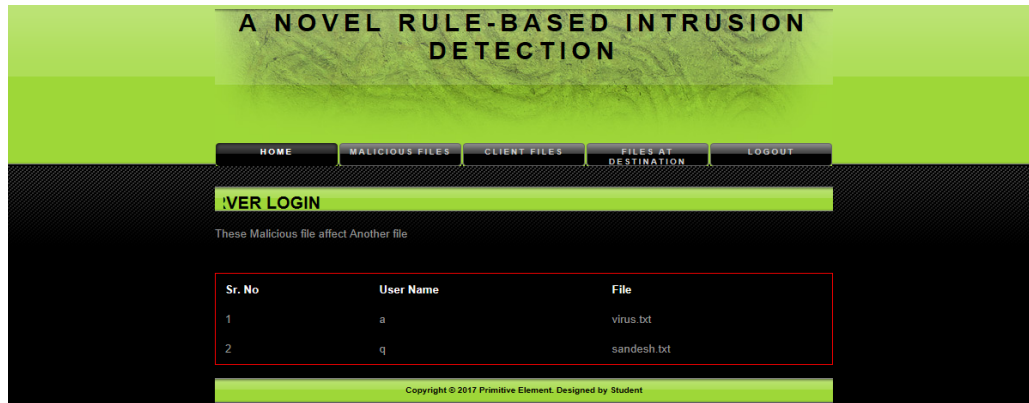 A NOVEL RULE-BASED INTRUSION
DETECTION
HOME MALICIOUS FILES CLIENT FILES FILES AT DESTINATION LOGOUT
VER LOGIN
These Malicious file affect Another file
Sr. No User Name File
1 a virus.txt
2 q sandesh.txt
Copyright © 2017 Primitive Element. Designed by Student